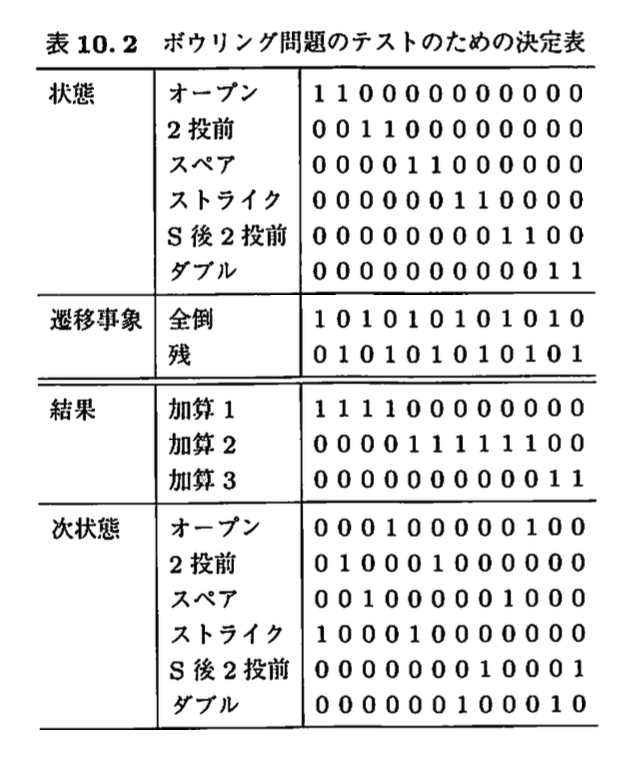 表 10.2 ボウリング問題のテストのための決定表
状態 オープン 1 1 0 0 0 0 0 0 0 0 0 0
2 投前 0 0 1 1 0 0 0 0 0 0 0 0
スペア 0 0 0 0 1 1 0 0 0 0 0 0
ストライク 0 0 0 0 0 0 1 1 0 0 0 0
S 後 2 投前 0 0 0 0 0 0 0 0 1 1 0 0
ダブル 0 0 0 0 0 0 0 0 0 0 1 1
遷移事象 全倒 1 0 1 0 1 0 1 0 1 0 1 0
残 0 1 0 1 0 1 0 1 0 1 0 1
結果 加算 1 1 1 1 1 0 0 0 0 0 0 0 0
加算 2 0 0 0 0 1 1 1 1 1 1 0 0
加算 3 0 0 0 0 0 0 0 0 0 0 1 1
次状態 オープン 0 0 0 1 0 0 0 0 0 1 0 0
2 投前 0 1 0 0 0 1 0 0 0 0 0 0
スペア 0 0 1 0 0 0 0 0 1 0 0 0
ストライク 1 0 0 0 1 0 0 0 0 0 0 0
S 後 2 投前 0 0 0 0 0 0 0 1 0 0 0 1
ダブル 0 0 0 0 0 0 1 0 0 0 1 0